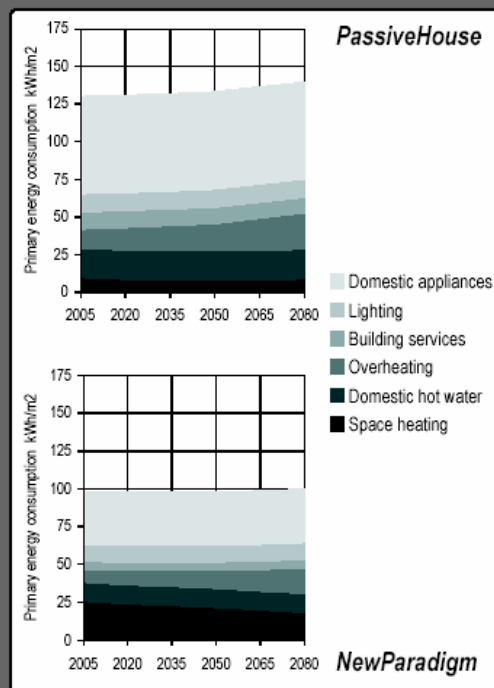 PassiveHouse
Primary energy consumption kWh/m2
175
150
125
100
75
50
25
0
2005 2020 2035 2050 2065 2080
Domestic appliances
Lighting
Building services
Overheating
Domestic hot water
Space heating
Primary energy consumption kWh/m2
175
150
125
100
75
50
25
0
2005 2020 2035 2050 2065 2080
NewParadigm